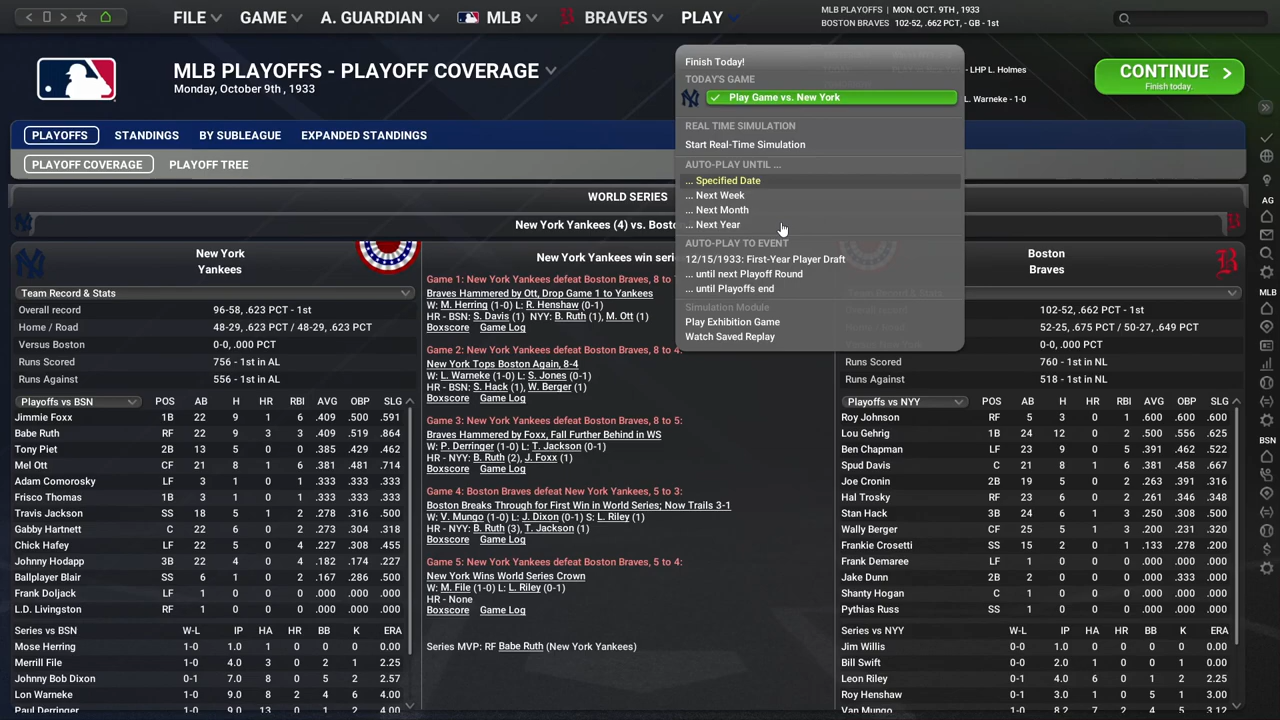 FILE GAME A. GUARDIAN MLB BRAVES PLAY
MLB PLAYOFFS | MON. OCT. 9TH, 1933
BOSTON BRAVES 102-52, .662 PCT, - GB - 1st
MLB PLAYOFFS - PLAYOFF COVERAGE
Monday, October 9th, 1933
LHP L. Holmes
L. Warneke - 1-0
CONTINUE
Finish today.
Finish Today!
TODAY'S GAME
Play Game vs. New York
REAL TIME SIMULATION
Start Real-Time Simulation
AUTO-PLAY UNTIL ...
... Specified Date
... Next Week
... Next Month
... Next Year
AUTO-PLAY TO EVENT
12/15/1933: First-Year Player Draft
... until next Playoff Round
... until Playoffs end
Simulation Module
Play Exhibition Game
Watch Saved Replay
PLAYOFFS STANDINGS BY SUBLEAGUE EXPANDED STANDINGS
PLAYOFF COVERAGE PLAYOFF TREE
WORLD SERIES
New York Yankees (4) vs. Bost
New York
Yankees
Team Record & Stats
Overall record 96-58, .623 PCT - 1st
Home / Road 48-29, .623 PCT / 48-29, .623 PCT
Versus Boston 0-0, .000 PCT
Runs Scored 756 - 1st in AL
Runs Against 556 - 1st in AL
Playoffs vs BSN POS AB H HR RBI AVG OBP SLG
Jimmie Foxx 1B 22 9 1 6 .409 .500 .591
Babe Ruth RF 22 9 3 3 .409 .519 .864
Tony Piet 2B 13 5 0 0 .385 .429 .462
Mel Ott CF 21 8 1 6 .381 .481 .714
Adam Comorosky LF 3 1 0 1 .333 .333 .333
Frisco Thomas 1B 3 1 0 1 .333 .333 .333
Travis Jackson SS 18 5 1 2 .278 .316 .500
Gabby Hartnett C 22 6 0 2 .273 .304 .318
Chick Hafey LF 22 5 0 4 .227 .308 .455
Johnny Hodapp 3B 22 4 0 4 .182 .174 .227
Ballplayer Blair SS 6 1 0 2 .167 .286 .500
Frank Doljack LF 1 0 0 0 .000 .000 .000
L.D. Livingston RF 1 0 0 0 .000 .000 .000
Series vs BSN W-L IP HA HR BB K ERA
Mose Herring 1-0 1.0 1 0 0 0 0.00
Merrill File 1-0 4.0 3 0 1 2 2.25
Johnny Bob Dixon 0-1 7.0 8 0 5 2 2.57
Lon Warneke 1-0 9.0 8 2 4 6 4.00
Paul Derringer 1-0 9.0 13 0 1 2 4.00
New York Yankees win seri
Game 1: New York Yankees defeat Boston Braves, 8 to
Braves Hammered by Ott, Drop Game 1 to Yankees
W: M. Herring (1-0) L: R. Henshaw (0-1)
HR - BSN: S. Davis (1) NYY: B. Ruth (1), M. Ott (1)
Boxscore Game Log
Game 2: New York Yankees defeat Boston Braves, 8 to 4:
New York Tops Boston Again, 8-4
W: L. Warneke (1-0) L: S. Jones (0-1)
HR - BSN: S. Hack (1), W. Berger (1)
Boxscore Game Log
Game 3: New York Yankees defeat Boston Braves, 8 to 5:
Braves Hammered by Foxx, Fall Further Behind in WS
W: P. Derringer (1-0) L: T. Jackson (0-1)
HR - NYY: B. Ruth (2), J. Foxx (1)
Boxscore Game Log
Game 4: Boston Braves defeat New York Yankees, 5 to 3:
Boston Breaks Through for First Win in World Series; Now Trails 3-1
W: V. Mungo (1-0) L: J. Dixon (0-1) S: L. Riley (1)
HR - NYY: B. Ruth (3), T. Jackson (1)
Boxscore Game Log
Game 5: New York Yankees defeat Boston Braves, 5 to 4:
New York Wins World Series Crown
W: M. File (1-0) L: L. Riley (0-1)
HR - None
Boxscore Game Log
Series MVP: RF Babe Ruth (New York Yankees)
Boston
Braves
Overall record 102-52, .662 PCT - 1st
Home / Road 52-25, .675 PCT / 50-27, .649 PCT
Versus New York 0-0, .000 PCT
Runs Scored 760 - 1st in NL
Runs Against 518 - 1st in NL
Playoffs vs NYY POS AB H HR RBI AVG OBP SLG
Roy Johnson RF 5 3 0 1 .600 .600 .600
Lou Gehrig 1B 24 12 0 2 .500 .556 .625
Ben Chapman LF 23 9 0 5 .391 .462 .522
Spud Davis C 21 8 1 6 .381 .458 .667
Joe Cronin 2B 19 5 0 2 .263 .391 .316
Hal Trosky RF 23 6 0 2 .261 .346 .348
Stan Hack 3B 24 6 1 3 .250 .308 .500
Wally Berger CF 25 5 1 3 .200 .231 .320
Frankie Crosetti SS 15 2 0 1 .133 .278 .200
Frank Demaree LF 1 0 0 0 .000 .000 .000
Jake Dunn 2B 2 0 0 0 .000 .333 .000
Shanty Hogan C 1 0 0 0 .000 .000 .000
Pythias Russ SS 1 0 0 0 .000 .000 .000
Series vs NYY W-L IP HA HR BB K ERA
Jim Willis 0-0 1.0 0 0 0 0 0.00
Bill Swift 0-0 2.0 1 0 0 1 0.00
Leon Riley 0-1 4.0 6 0 1 2 2.25
Roy Henshaw 0-1 3.0 1 0 4 1 3.00
Van Mungo 1-0 8.2 7 2 4 5 3.12
AG
MLB
BSN